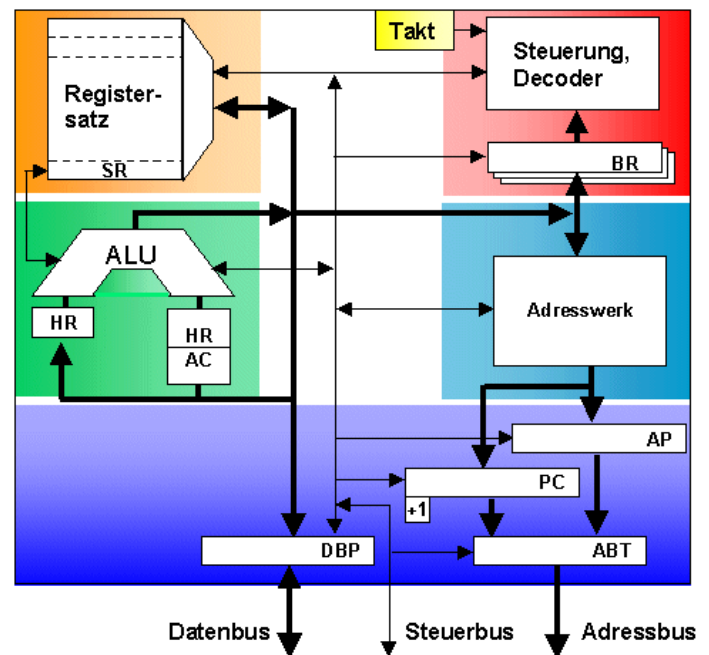 Takt
Steuerung,
Decoder
Register-
satz
SR
BR
ALU
HR
HR
AC
Adresswerk
AP
PC
+1
DBP
ABT
Datenbus
Steuerbus
Adressbus